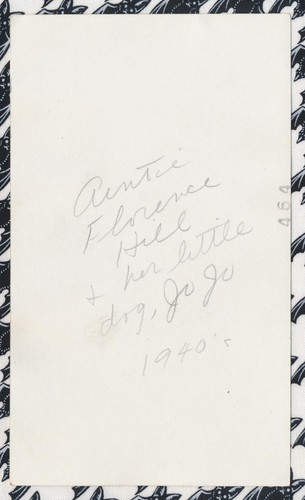 Auntie
Florence
Hill
+ her little
dog, Jo Jo
1940's
464